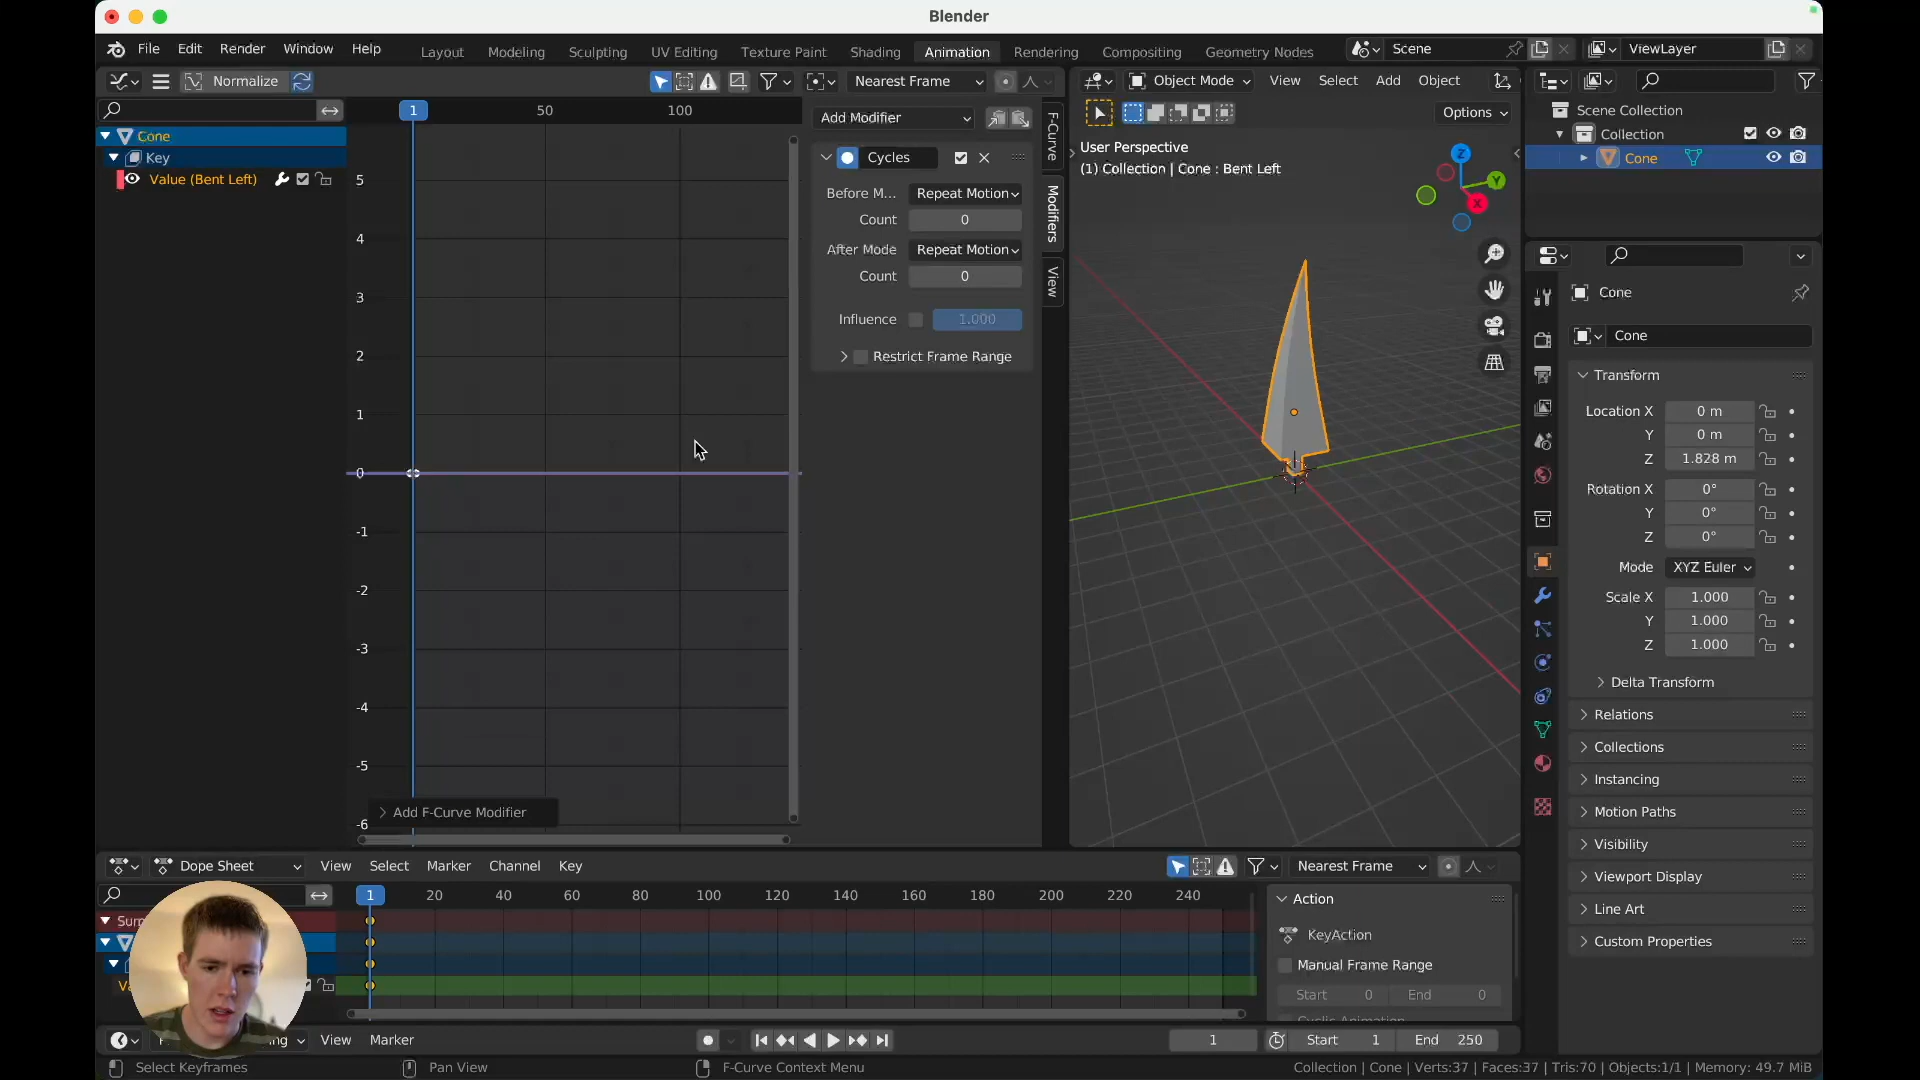 Blender
File Edit Render Window Help
Layout Modeling Sculpting UV Editing Texture Paint Shading Animation Rendering Compositing Geometry Nodes
Scene
ViewLayer
Normalize
Nearest Frame
Object Mode View Select Add Object
1 50 100
Add Modifier
Options
Scene Collection
Collection
Cone
Cone
Key
Value (Bent Left)
Cycles
Before M... Repeat Motion
Count 0
After Mode Repeat Motion
Count 0
Influence 1.000
Restrict Frame Range
F-Curve
Modifiers
View
User Perspective
(1) Collection | Cone : Bent Left
Z
Y
X
5
4
3
2
1
0
-1
-2
-3
-4
-5
-6
Add F-Curve Modifier
Cone
Cone
Transform
Location X 0 m
Y 0 m
Z 1.828 m
Rotation X 0°
Y 0°
Z 0°
Mode XYZ Euler
Scale X 1.000
Y 1.000
Z 1.000
Delta Transform
Relations
Collections
Instancing
Motion Paths
Visibility
Viewport Display
Line Art
Custom Properties
Dope Sheet View Select Marker Channel Key
Nearest Frame
1 20 40 60 80 100 120 140 160 180 200 220 240
Action
KeyAction
Manual Frame Range
Start 0 End 0
View Marker
1
Start 1 End 250
Select Keyframes
Pan View
F-Curve Context Menu
Collection | Cone | Verts:37 | Faces:37 | Tris:70 | Objects:1/1 | Memory: 49.7 MiB